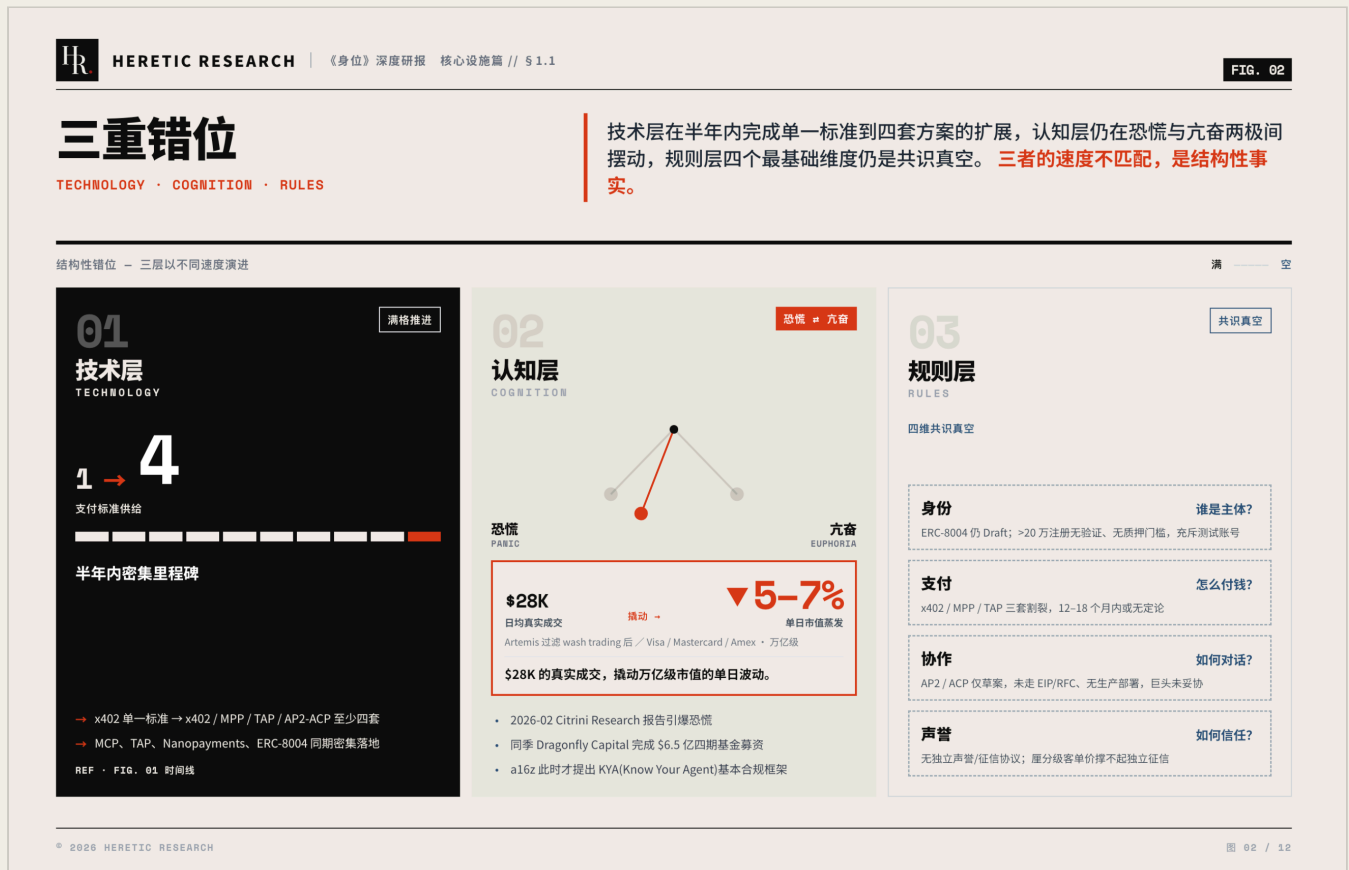 HR.
HERETIC RESEARCH
《身位》深度研报 核心设施篇 // §1.1
FIG. 02
三重错位
TECHNOLOGY · COGNITION · RULES
技术层在半年内完成单一标准到四套方案的扩展，认知层仍在恐慌与亢奋两极间
摆动，规则层四个最基础维度仍是共识真空。 三者的速度不匹配，是结构性事
实。
结构性错位 — 三层以不同速度演进
满 空
01
满格推进
技术层
TECHNOLOGY
1 → 4
支付标准供给
半年内密集里程碑
→ x402 单一标准 → x402 / MPP / TAP / AP2-ACP 至少四套
→ MCP、TAP、Nanopayments、ERC-8004 同期密集落地
REF · FIG. 01 时间线
02
恐慌 ⇄ 亢奋
认知层
COGNITION
恐慌 亢奋
PANIC EUPHORIA
$28K 撬动 → ▼5–7%
日均真实成交 单日市值蒸发
Artemis 过滤 wash trading 后 ／ Visa / Mastercard / Amex · 万亿级
$28K 的真实成交，撬动万亿级市值的单日波动。
• 2026-02 Citrini Research 报告引爆恐慌
• 同季 Dragonfly Capital 完成 $6.5 亿四期基金募资
• a16z 此时才提出 KYA(Know Your Agent)基本合规框架
03
共识真空
规则层
RULES
四维共识真空
身份 谁是主体?
ERC-8004 仍 Draft；>20 万注册无验证、无质押门槛，充斥测试账号
支付 怎么付钱?
x402 / MPP / TAP 三套割裂，12–18 个月内或无定论
协作 如何对话?
AP2 / ACP 仅草案，未走 EIP/RFC、无生产部署，巨头未妥协
声誉 如何信任?
无独立声誉/征信协议；厘分级客单价撑不起独立征信
© 2026 HERETIC RESEARCH
图 02 / 12